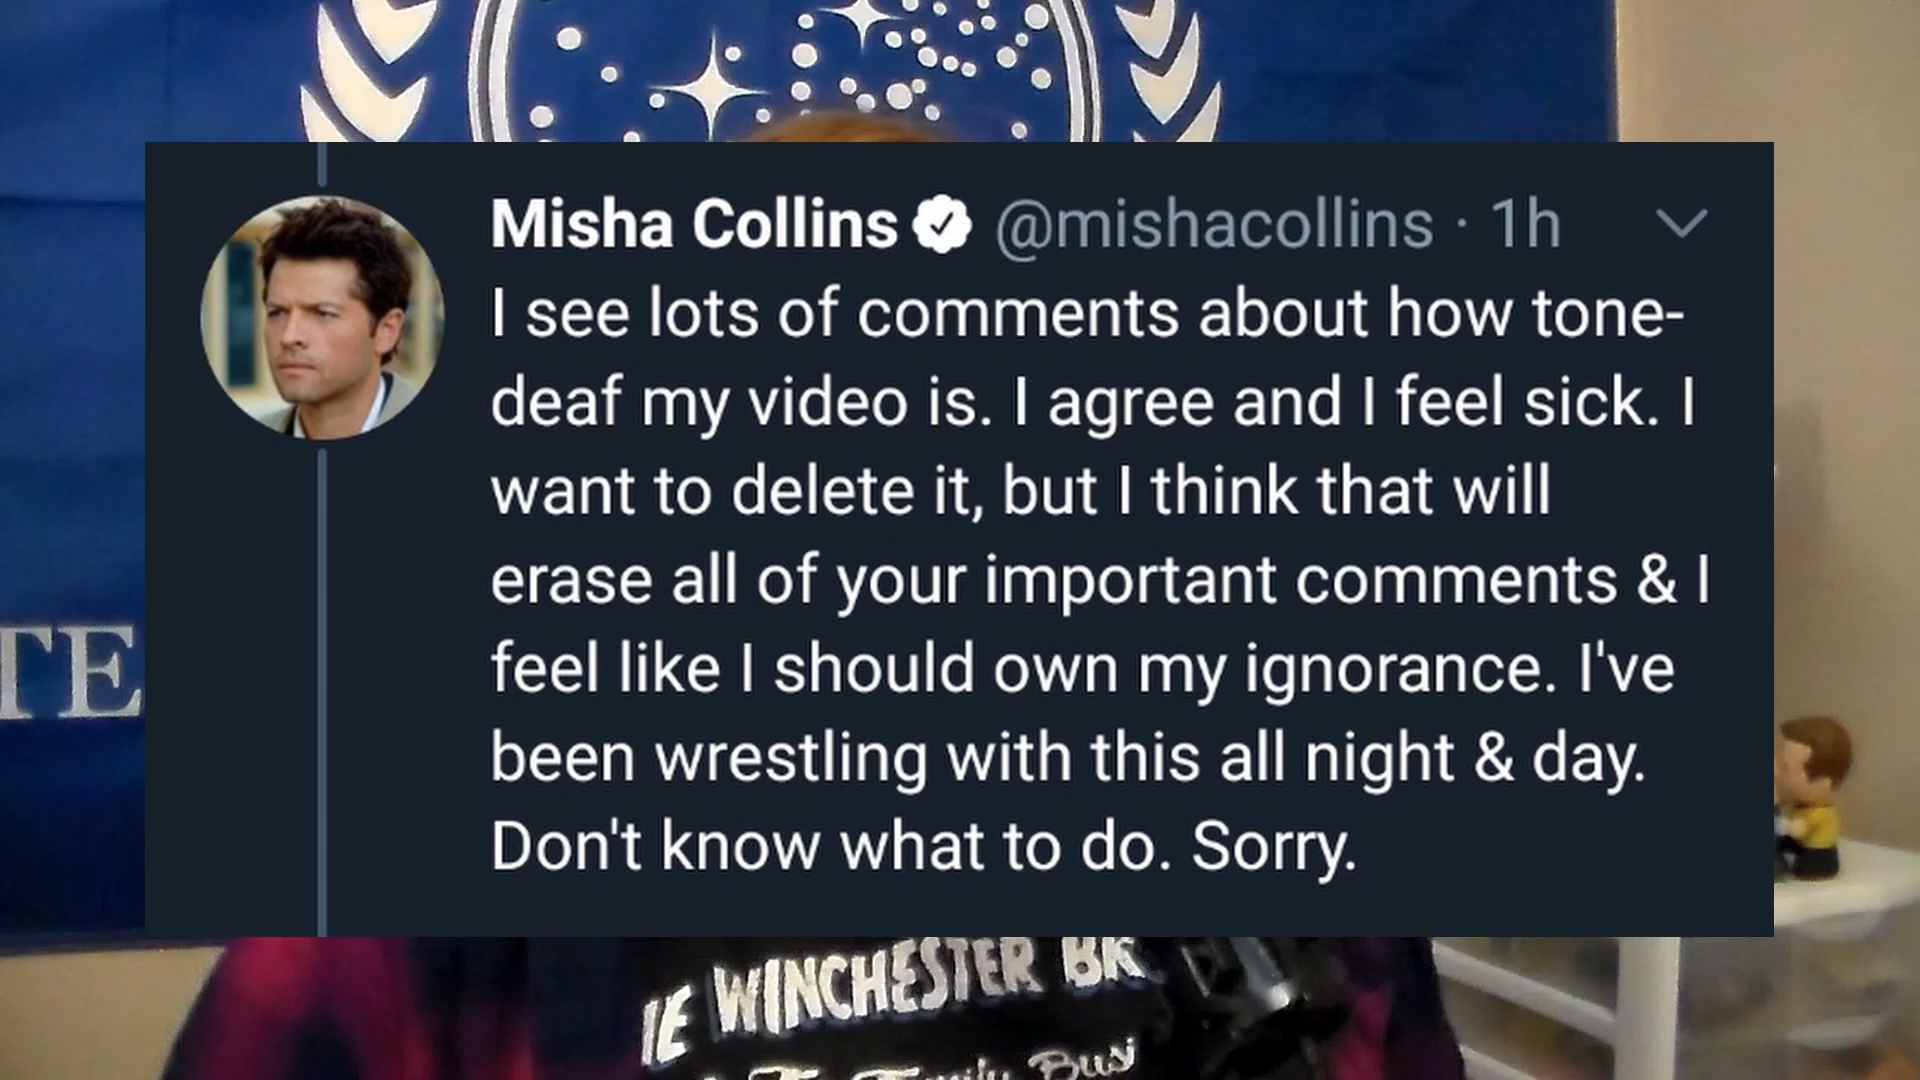 Misha Collins @mishacollins · 1h
I see lots of comments about how tone-
deaf my video is. I agree and I feel sick. I
want to delete it, but I think that will
erase all of your important comments & I
feel like I should own my ignorance. I've
been wrestling with this all night & day.
Don't know what to do. Sorry.
TE
WINCHESTER
Family